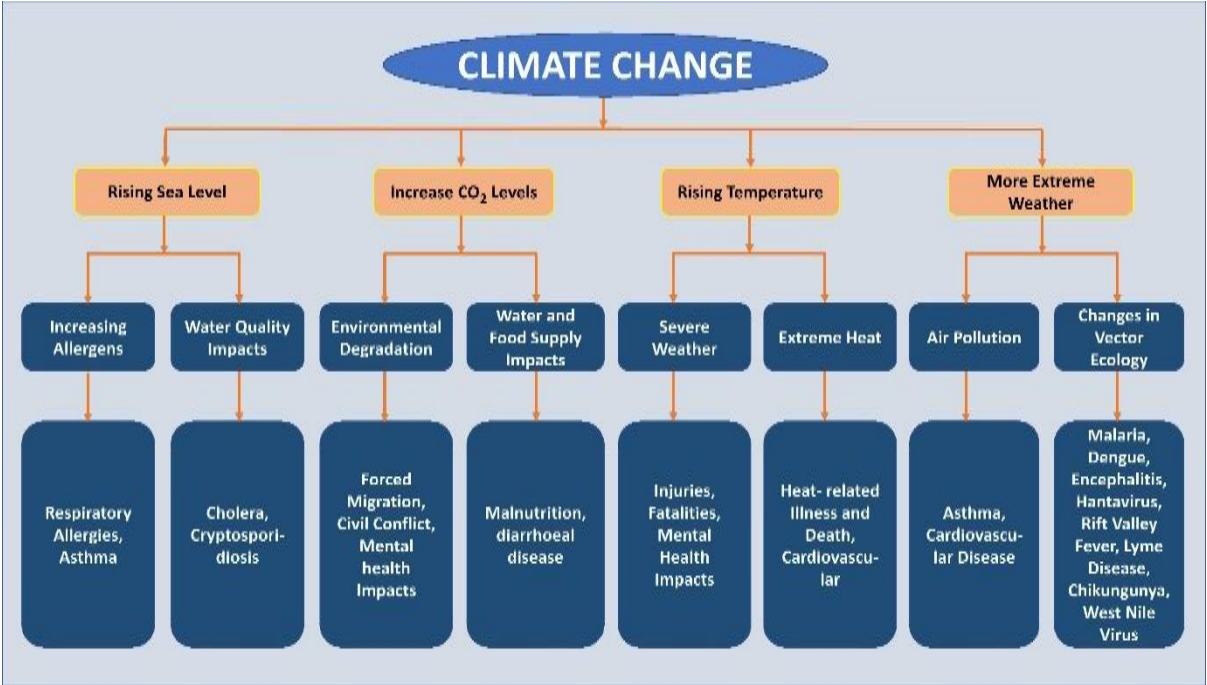 CLIMATE CHANGE
Rising Sea Level
Increase CO₂ Levels
Rising Temperature
More Extreme
Weather
Increasing
Allergens
Water Quality
Impacts
Environmental
Degradation
Water and
Food Supply
Impacts
Severe
Weather
Extreme Heat
Air Pollution
Changes in
Vector
Ecology
Respiratory
Allergies,
Asthma
Cholera,
Cryptospori-
diosis
Forced
Migration,
Civil Conflict,
Mental
health
Impacts
Malnutrition,
diarrhoeal
disease
Injuries,
Fatalities,
Mental
Health
Impacts
Heat- related
Illness and
Death,
Cardiovascu-
lar
Asthma,
Cardiovascu-
lar Disease
Malaria,
Dengue,
Encephalitis,
Hantavirus,
Rift Valley
Fever, Lyme
Disease,
Chikungunya,
West Nile
Virus